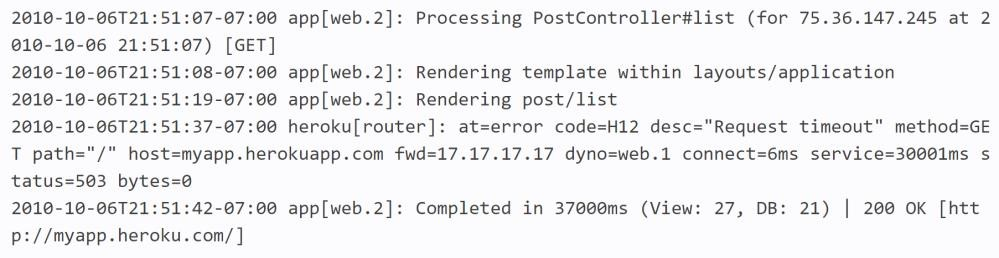 2010-10-06T21:51:07-07:00 app[web.2]: Processing PostController#list (for 75.36.147.245 at 2
010-10-06 21:51:07) [GET]
2010-10-06T21:51:08-07:00 app[web.2]: Rendering template within layouts/application
2010-10-06T21:51:19-07:00 app[web.2]: Rendering post/list
2010-10-06T21:51:37-07:00 heroku[router]: at=error code=H12 desc="Request timeout" method=GE
T path="/" host=myapp.herokuapp.com fwd=17.17.17.17 dyno=web.1 connect=6ms service=30001ms s
tatus=503 bytes=0
2010-10-06T21:51:42-07:00 app[web.2]: Completed in 37000ms (View: 27, DB: 21) | 200 OK [htt
p://myapp.heroku.com/]